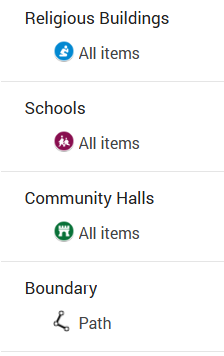 Religious Buildings
All items
Schools
All items
Community Halls
All items
Boundary
Path